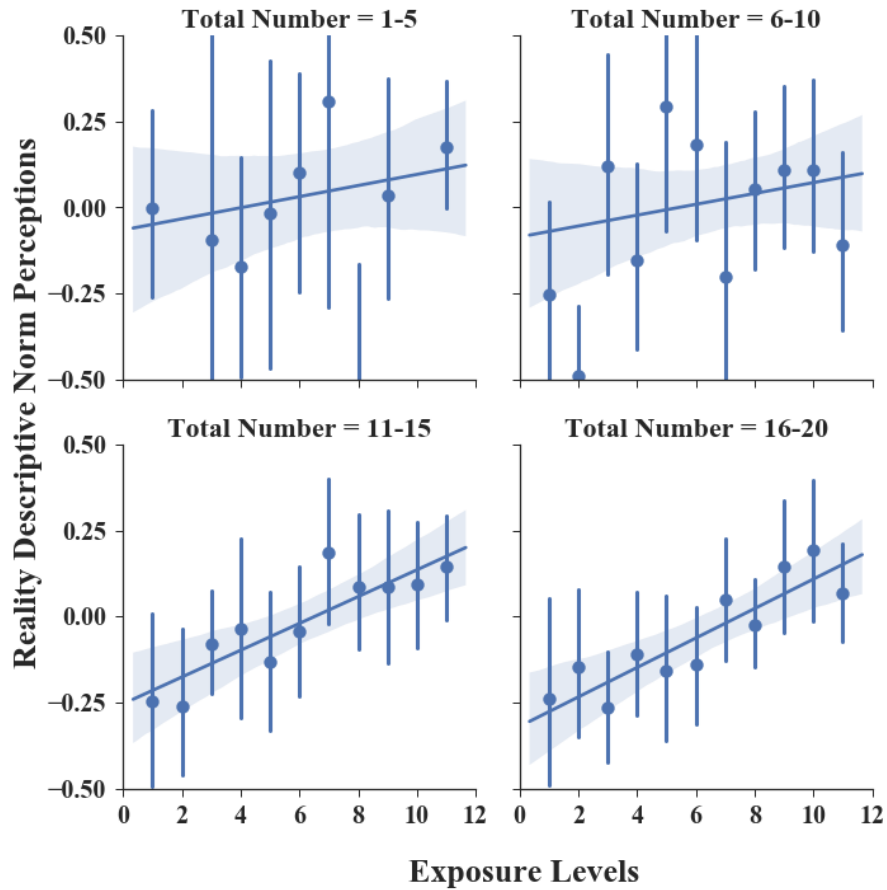 Total Number = 1-5
Total Number = 6-10
0.50
0.25
0.00
−0.25
−0.50
Total Number = 11-15
Total Number = 16-20
0.50
0.25
0.00
−0.25
−0.50
0 2 4 6 8 10 12
0 2 4 6 8 10 12
Reality Descriptive Norm Perceptions
Exposure Levels